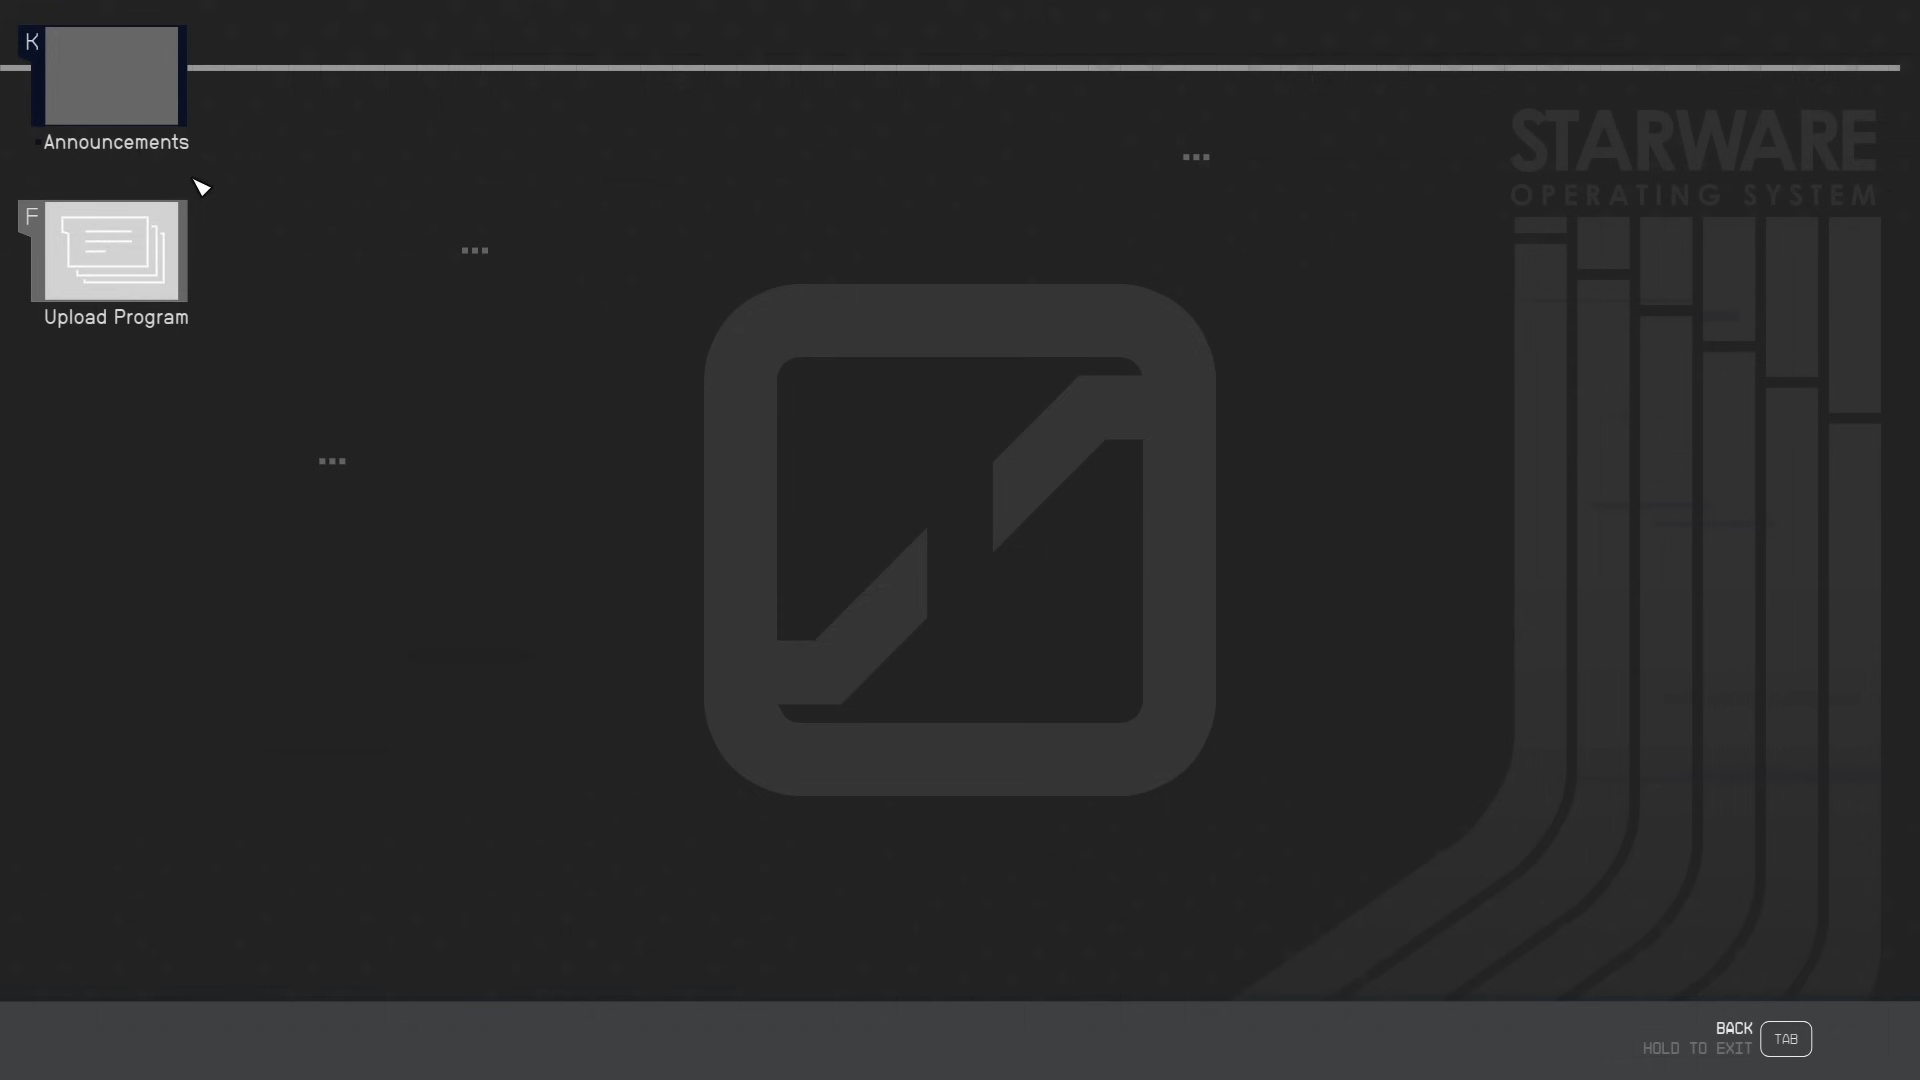 K
Announcements
F
Upload Program
STARWARE
OPERATING SYSTEM
BACK
HOLD TO EXIT
TAB